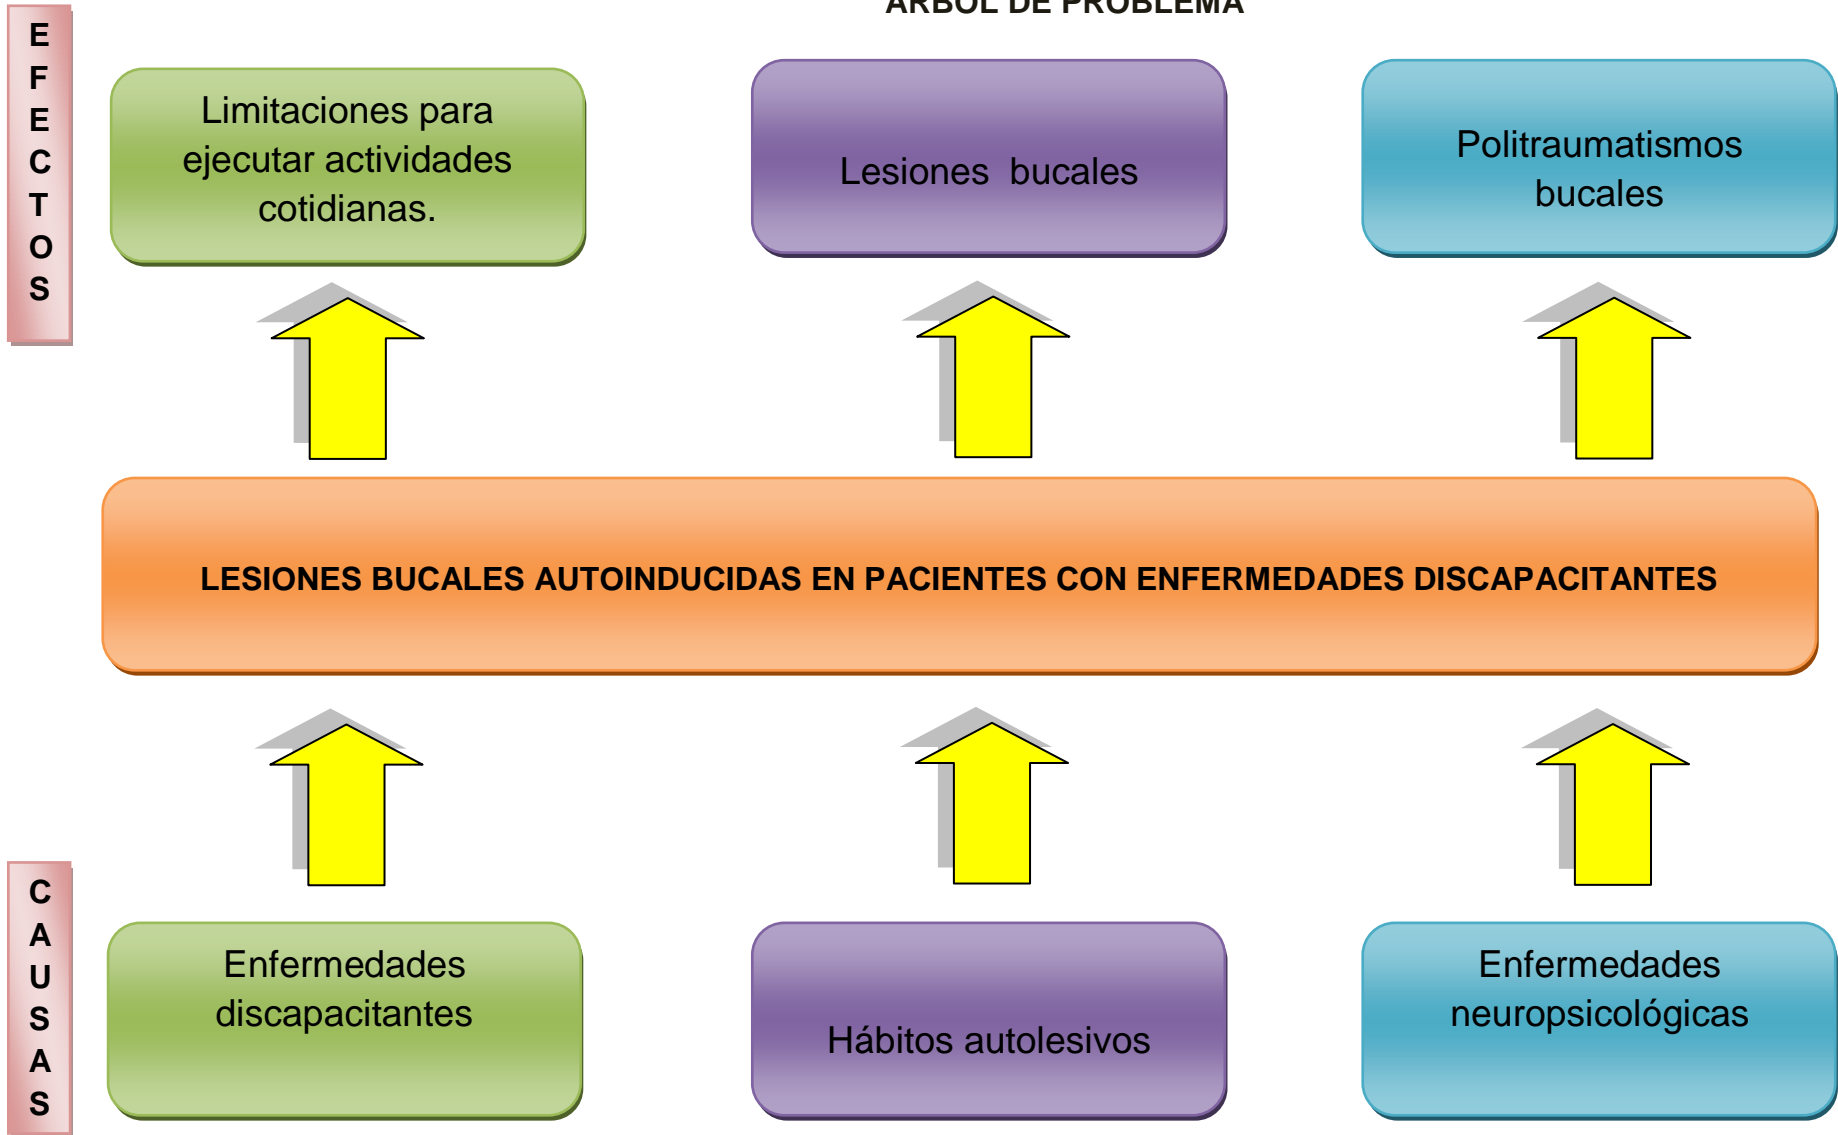 ARBOL DE PROBLEMA
E
F
E
C
T
O
S
Limitaciones para
ejecutar actividades
cotidianas.
Lesiones bucales
Politraumatismos
bucales
LESIONES BUCALES AUTOINDUCIDAS EN PACIENTES CON ENFERMEDADES DISCAPACITANTES
C
A
U
S
A
S
Enfermedades
discapacitantes
Hábitos autolesivos
Enfermedades
neuropsicológicas